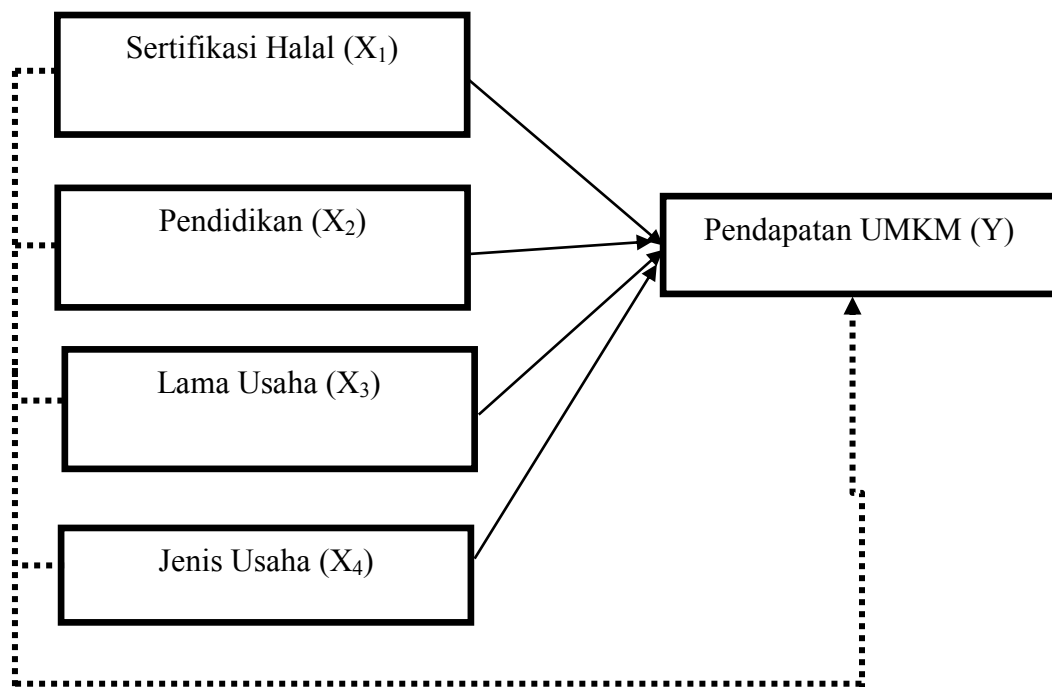 Sertifikasi Halal (X₁)
Pendidikan (X₂)
Pendapatan UMKM (Y)
Lama Usaha (X₃)
Jenis Usaha (X₄)